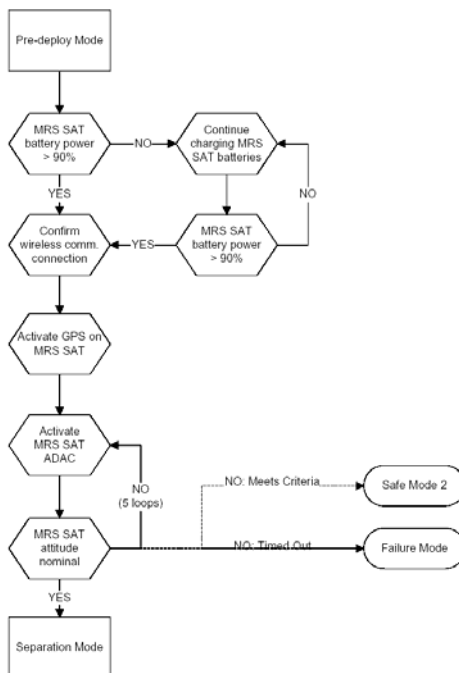 Pre-deploy Mode
MRS SAT
battery power
> 90%
NO
Continue
charging MRS
SAT batteries
YES
NO
Confirm
wireless comm.
connection
YES
MRS SAT
battery power
> 90%
Activate GPS on
MRS SAT
Activate
MRS SAT
ADAC
NO
(5 loops)
NO: Meets Criteria
Safe Mode 2
MRS SAT
attitude
nominal
NO: Timed Out
Failure Mode
YES
Separation Mode